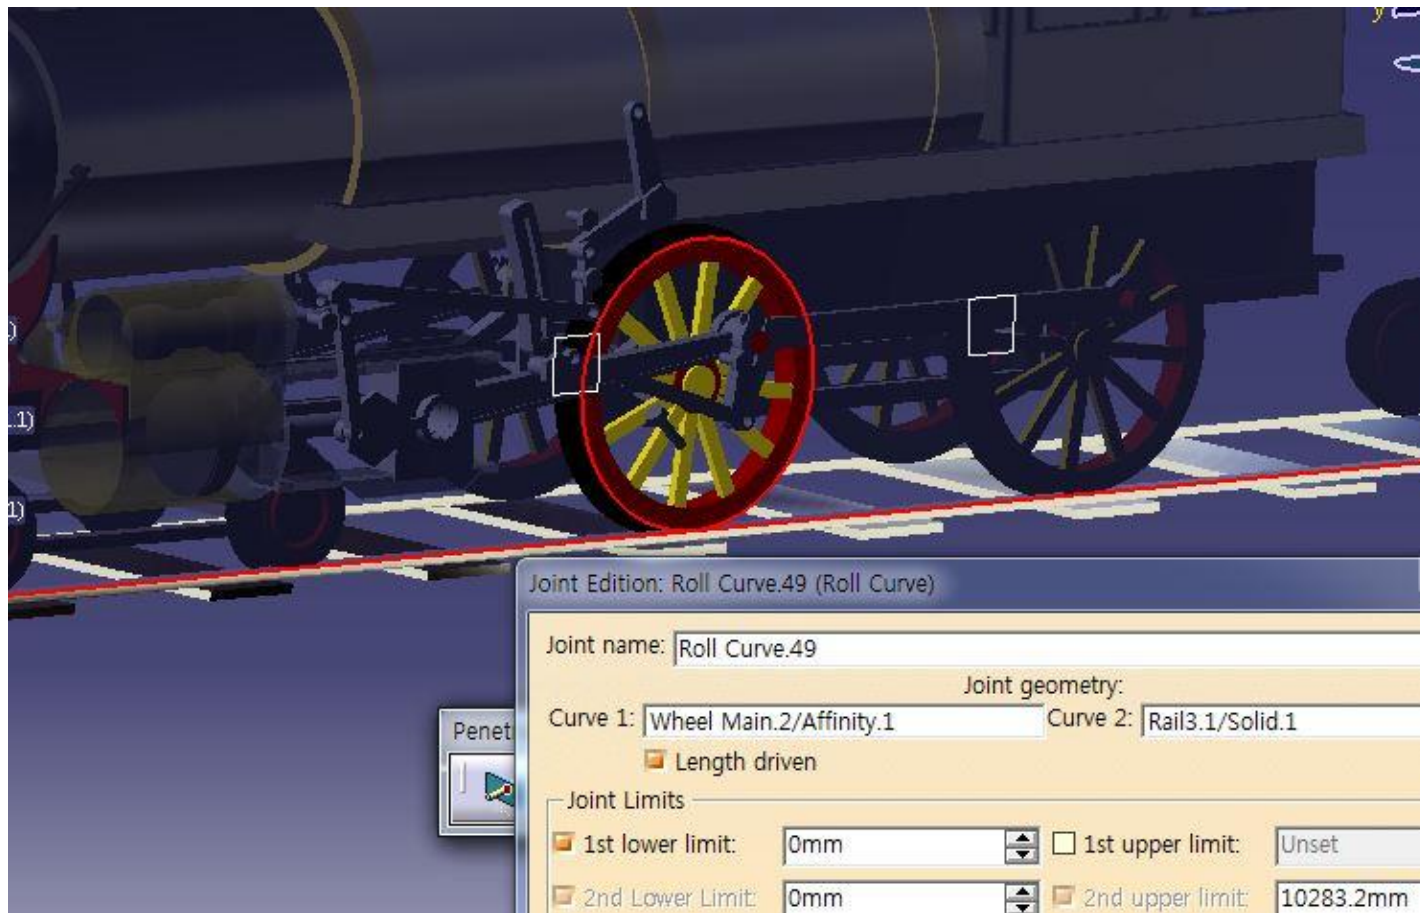 y
)
.1)
1)
Joint Edition: Roll Curve.49 (Roll Curve)
Joint name: Roll Curve.49
Joint geometry:
Curve 1: Wheel Main.2/Affinity.1 Curve 2: Rail3.1/Solid.1
Penet
Length driven
Joint Limits
1st lower limit: 0mm 1st upper limit: Unset
2nd Lower Limit: 0mm 2nd upper limit: 10283.2mm